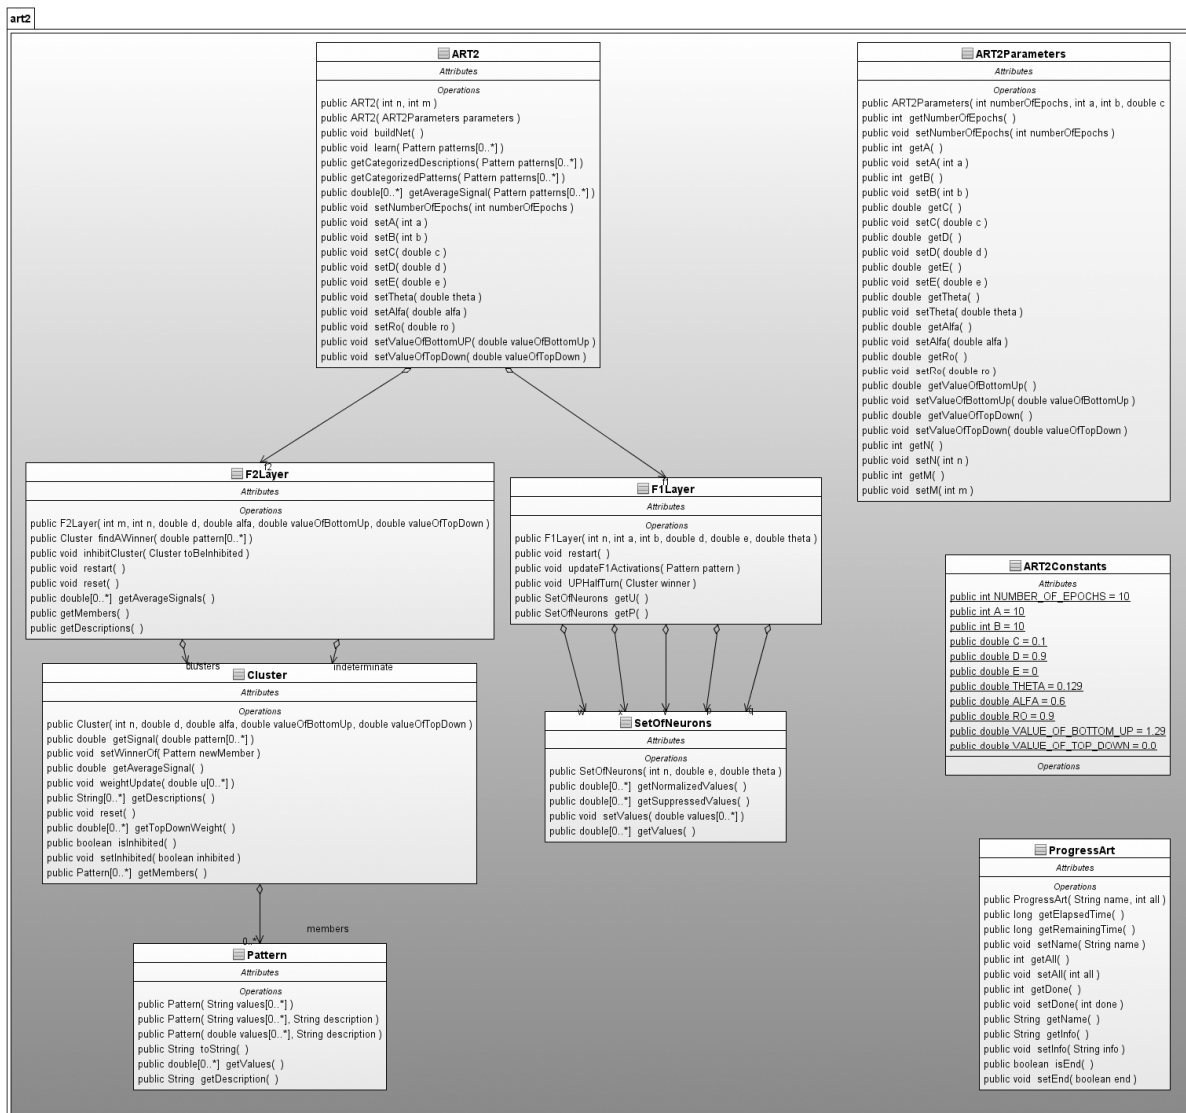 art2
ART2
Attributes
Operations
public ART2( int n, int m )
public ART2( ART2Parameters parameters )
public void buildNet( )
public void learn( Pattern patterns[0..*] )
public getCategorizedDescriptions( Pattern patterns[0..*] )
public getCategorizedPatterns( Pattern patterns[0..*] )
public double[0..*] getAverageSignal( Pattern patterns[0..*] )
public void setNumberOfEpochs( int numberOfEpochs )
public void setA( int a )
public void setB( int b )
public void setC( double c )
public void setD( double d )
public void setE( double e )
public void setTheta( double theta )
public void setAlfa( double alfa )
public void setRo( double ro )
public void setValueOfBottomUP( double valueOfBottomUp )
public void setValueOfTopDown( double valueOfTopDown )
ART2Parameters
Attributes
Operations
public ART2Parameters( int numberOfEpochs, int a, int b, double c
public int getNumberOfEpochs( )
public void setNumberOfEpochs( int numberOfEpochs )
public int getA( )
public void setA( int a )
public int getB( )
public void setB( int b )
public double getC( )
public void setC( double c )
public double getD( )
public void setD( double d )
public double getE( )
public void setE( double e )
public double getTheta( )
public void setTheta( double theta )
public double getAlfa( )
public void setAlfa( double alfa )
public double getRo( )
public void setRo( double ro )
public double getValueOfBottomUp( )
public void setValueOfBottomUp( double valueOfBottomUp )
public double getValueOfTopDown( )
public void setValueOfTopDown( double valueOfTopDown )
public int getN( )
public void setN( int n )
public int getM( )
public void setM( int m )
f2
F2Layer
Attributes
Operations
public F2Layer( int m, int n, double d, double alfa, double valueOfBottomUp, double valueOfTopDown )
public Cluster findAWinner( double pattern[0..*] )
public void inhibitCluster( Cluster toBeInhibited )
public void restart( )
public void reset( )
public double[0..*] getAverageSignals( )
public getMembers( )
public getDescriptions( )
f1
F1Layer
Attributes
Operations
public F1Layer( int n, int a, int b, double d, double e, double theta )
public void restart( )
public void updateF1Activations( Pattern pattern )
public void UPHalfTurn( Cluster winner )
public SetOfNeurons getU( )
public SetOfNeurons getP( )
ART2Constants
Attributes
public int NUMBER_OF_EPOCHS = 10
public int A = 10
public int B = 10
public double C = 0.1
public double D = 0.9
public double E = 0
public double THETA = 0.129
public double ALFA = 0.6
public double RO = 0.9
public double VALUE_OF_BOTTOM_UP = 1.29
public double VALUE_OF_TOP_DOWN = 0.0
Operations
clusters
indeterminate
Cluster
Attributes
Operations
public Cluster( int n, double d, double alfa, double valueOfBottomUp, double valueOfTopDown )
public double getSignal( double pattern[0..*] )
public void setWinnerOf( Pattern newMember )
public double getAverageSignal( )
public void weightUpdate( double u[0..*] )
public String[0..*] getDescriptions( )
public void reset( )
public double[0..*] getTopDownWeight( )
public boolean isInhibited( )
public void setInhibited( boolean inhibited )
public Pattern[0..*] getMembers( )
SetOfNeurons
Attributes
Operations
public SetOfNeurons( int n, double e, double theta )
public double[0..*] getNormalizedValues( )
public double[0..*] getSuppressedValues( )
public void setValues( double values[0..*] )
public double[0..*] getValues( )
members
0..*
Pattern
Attributes
Operations
public Pattern( String values[0..*] )
public Pattern( String values[0..*], String description )
public Pattern( double values[0..*], String description )
public String toString( )
public double[0..*] getValues( )
public String getDescription( )
ProgressArt
Attributes
Operations
public ProgressArt( String name, int all )
public long getElapsedTime( )
public long getRemainingTime( )
public void setName( String name )
public int getAll( )
public void setAll( int all )
public int getDone( )
public void setDone( int done )
public String getName( )
public String getInfo( )
public void setInfo( String info )
public boolean isEnd( )
public void setEnd( boolean end )